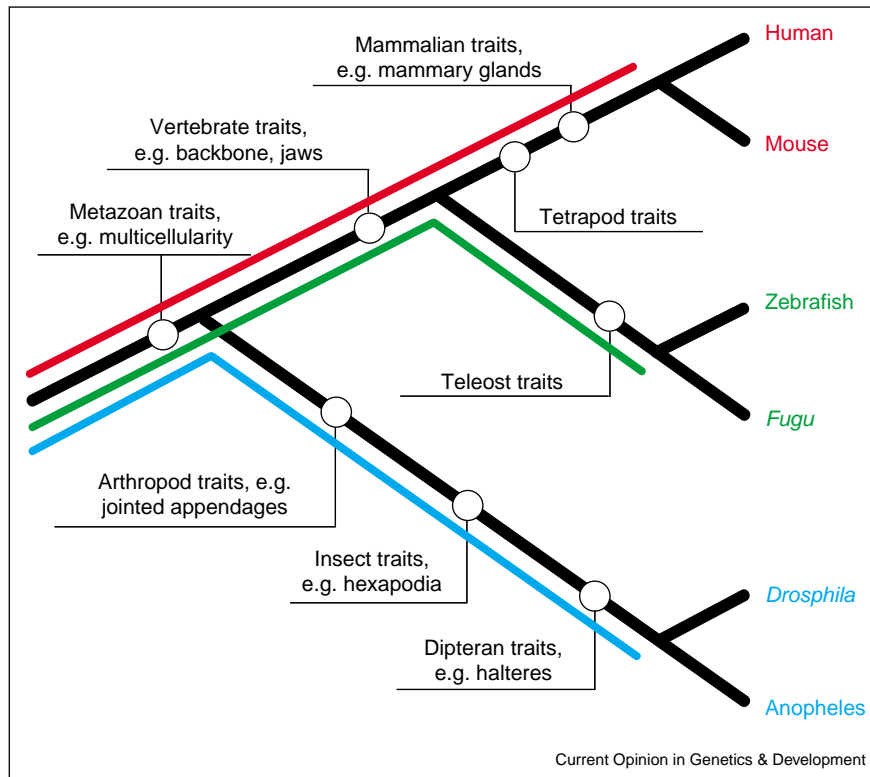 Human
Mammalian traits,
e.g. mammary glands
Vertebrate traits,
e.g. backbone, jaws
Mouse
Metazoan traits,
e.g. multicellularity
Tetrapod traits
Zebrafish
Teleost traits
Fugu
Arthropod traits, e.g.
jointed appendages
Insect traits,
e.g. hexapodia
Drosphila
Dipteran traits,
e.g. halteres
Anopheles
Current Opinion in Genetics & Development